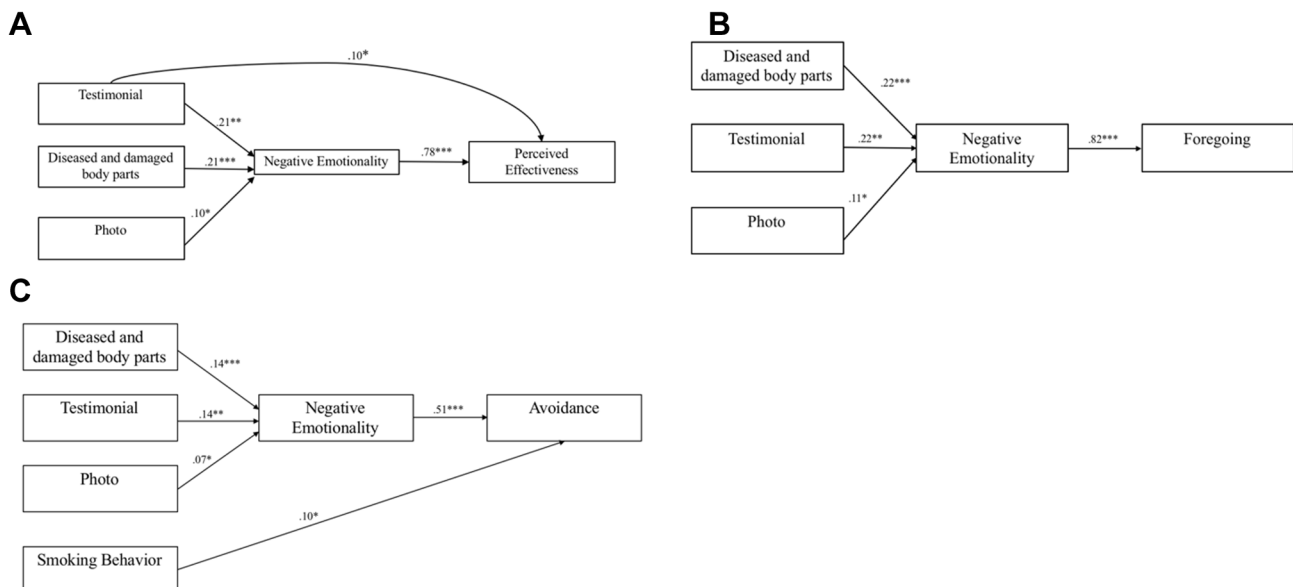 A
.10*
Testimonial
.21**
Diseased and damaged
body parts
.21***
Negative Emotionality
.78***
Perceived
Effectiveness
.10*
Photo
B
Diseased and
damaged body parts
.22***
Testimonial
.22**
Negative
Emotionality
.82***
Foregoing
.11*
Photo
C
Diseased and
damaged body parts
.14***
Testimonial
.14**
Negative
Emotionality
.51***
Avoidance
.07*
Photo
.10*
Smoking Behavior